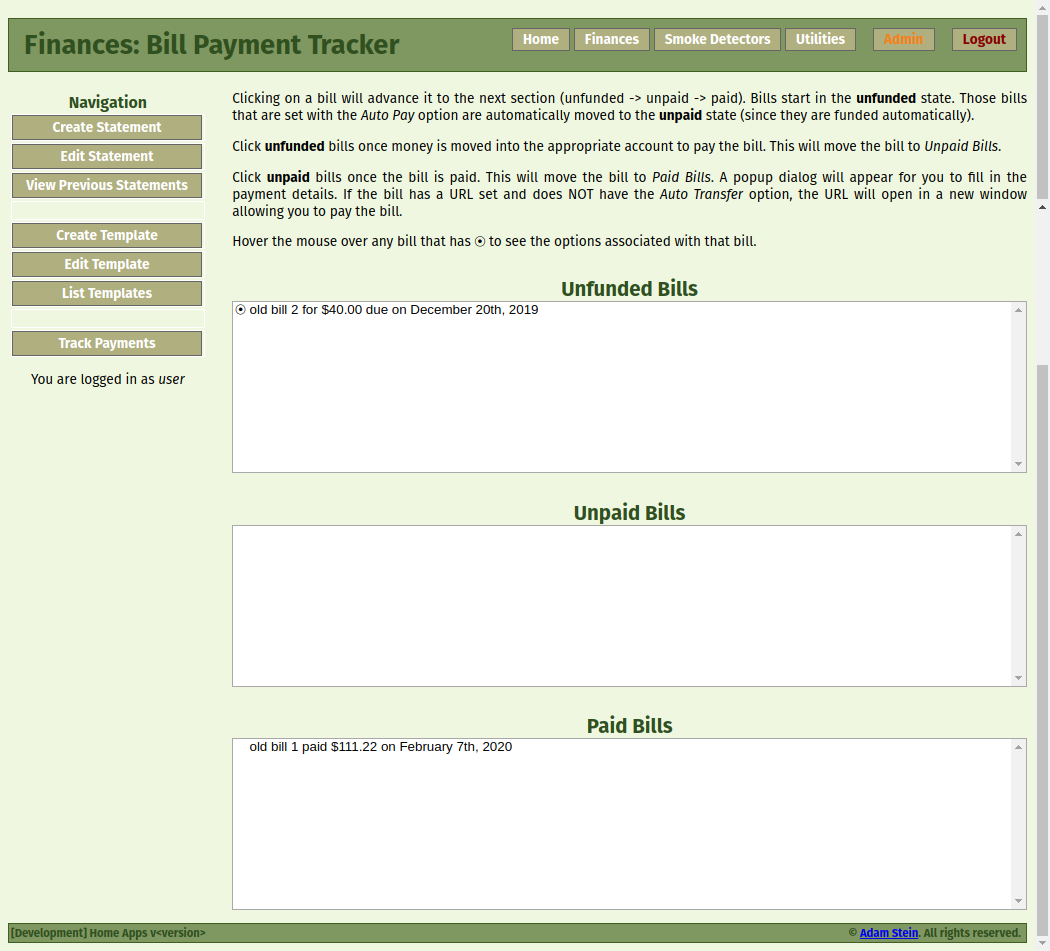 Finances: Bill Payment Tracker
Home Finances Smoke Detectors Utilities Admin Logout
Navigation
Create Statement
Edit Statement
View Previous Statements
Create Template
Edit Template
List Templates
Track Payments
You are logged in as user
Clicking on a bill will advance it to the next section (unfunded -> unpaid -> paid). Bills start in the unfunded state. Those bills
that are set with the Auto Pay option are automatically moved to the unpaid state (since they are funded automatically).
Click unfunded bills once money is moved into the appropriate account to pay the bill. This will move the bill to Unpaid Bills.
Click unpaid bills once the bill is paid. This will move the bill to Paid Bills. A popup dialog will appear for you to fill in the
payment details. If the bill has a URL set and does NOT have the Auto Transfer option, the URL will open in a new window
allowing you to pay the bill.
Hover the mouse over any bill that has ⦿ to see the options associated with that bill.
Unfunded Bills
⦿ old bill 2 for $40.00 due on December 20th, 2019
Unpaid Bills
Paid Bills
old bill 1 paid $111.22 on February 7th, 2020
[Development] Home Apps v<version>
© Adam Stein. All rights reserved.